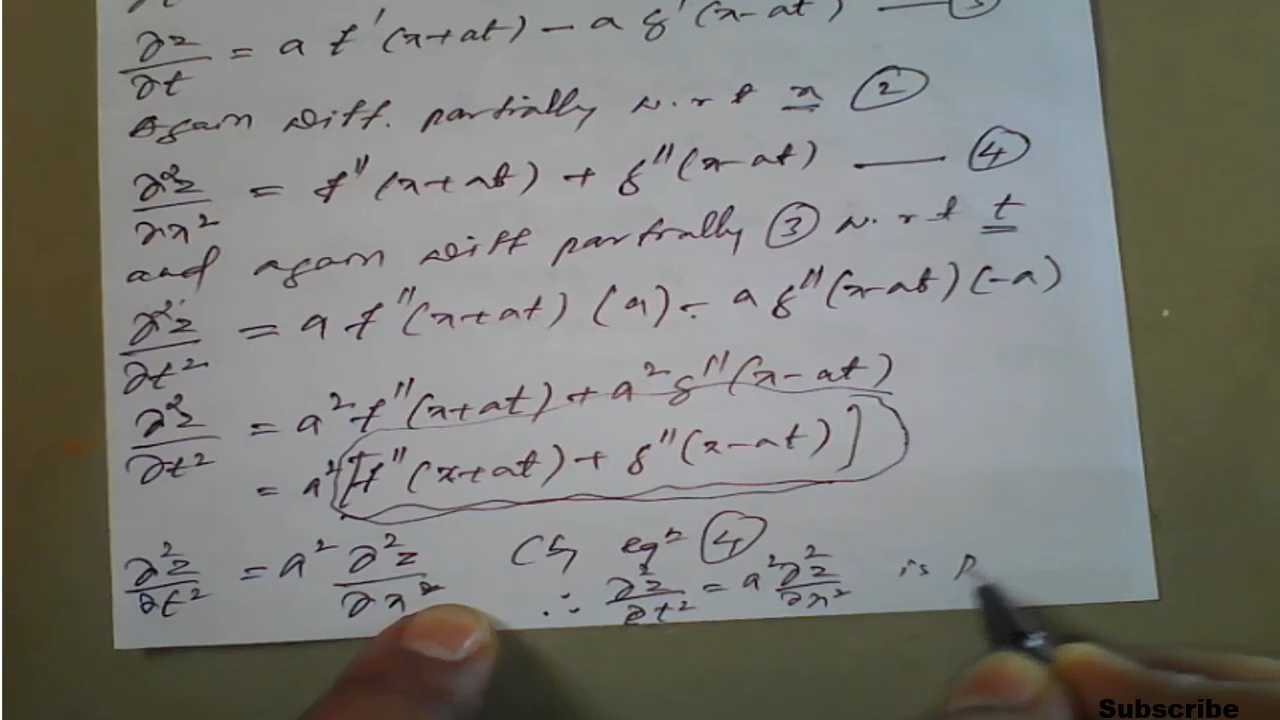 ∂z/∂t = a f'(x+at) - a g'(x-at) — ③
Again diff. partially w.r.t x ②
∂²z/∂x² = f''(x+at) + g''(x-at) — ④
and again diff partially ③ w.r.t t
∂²z/∂t² = a f''(x+at) (a) - a g''(x-at) (-a)
∂²z/∂t² = a² f''(x+at) + a² g''(x-at)
= a² [f''(x+at) + g''(x-at)]
∂²z/∂t² = a² ∂²z/∂x² (by eqⁿ ④
∴ ∂²z/∂t² = a² ∂²z/∂x² is
Subscribe